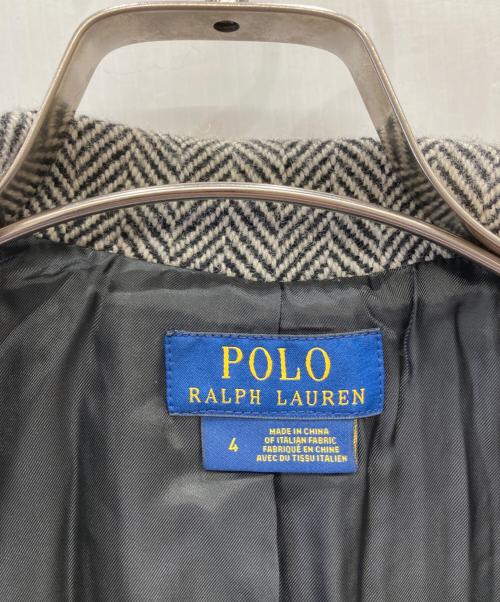 POLO
RALPH LAUREN
4
MADE IN CHINA
OF ITALIAN FABRIC
FABRIQUÉ EN CHINE
AVEC DU TISSU ITALIEN